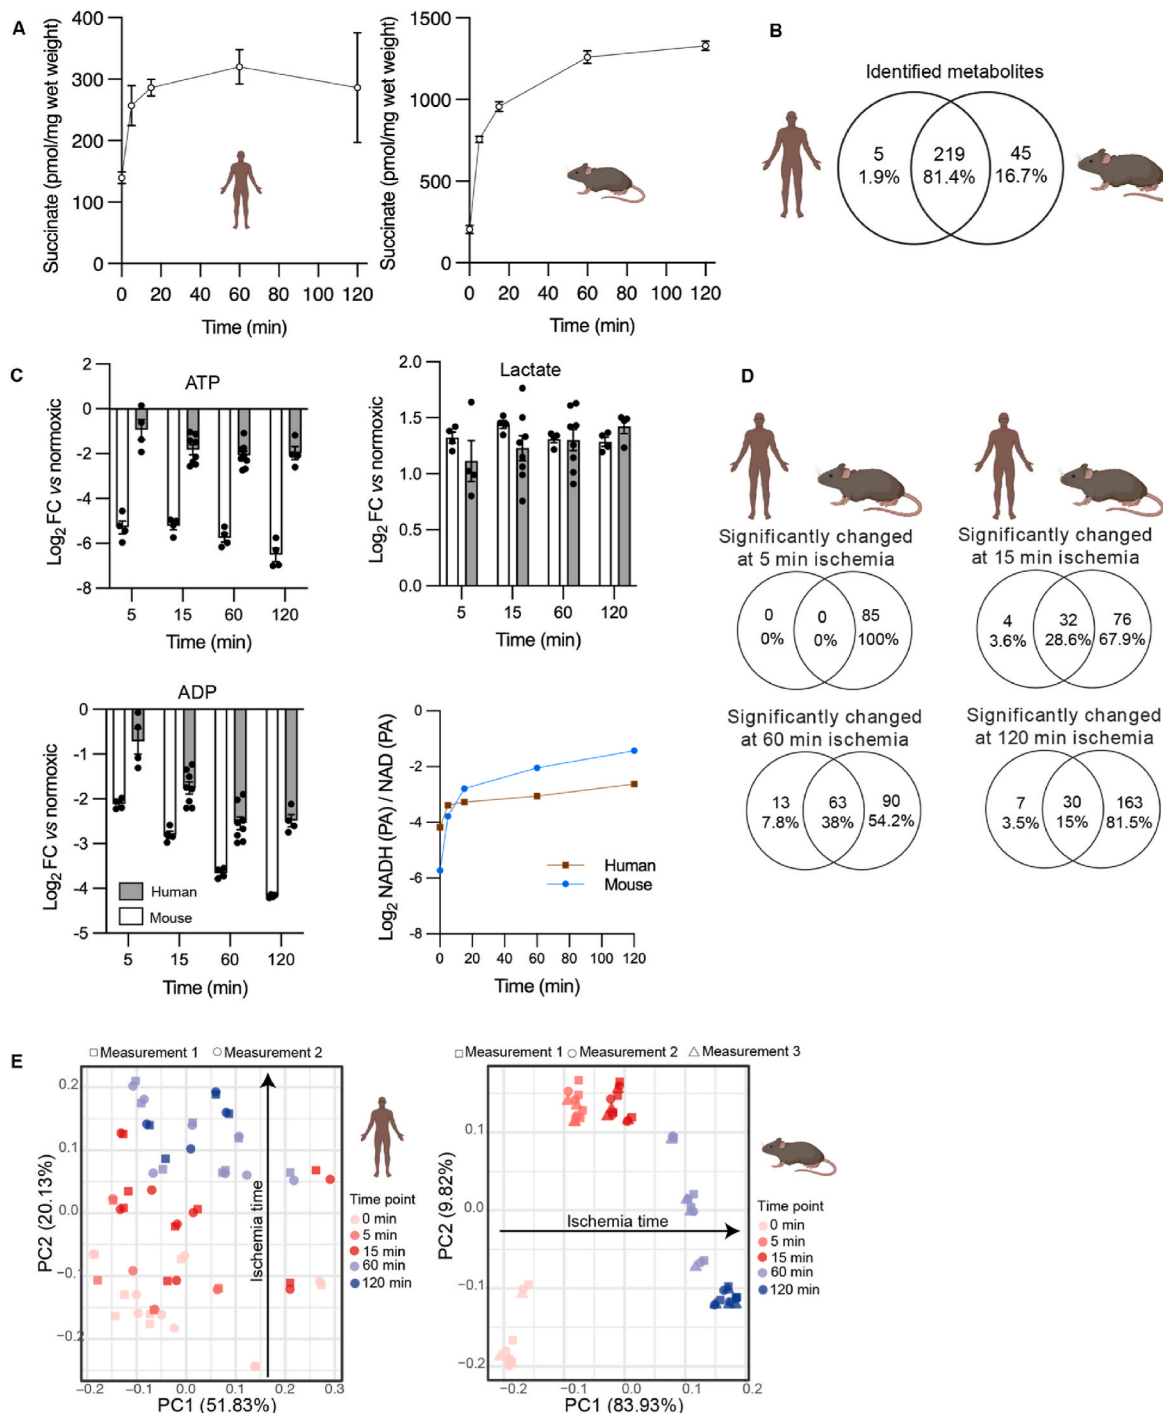 A
Succinate (pmol/mg wet weight)
400
300
200
100
0
0 20 40 60 80 100 120
Time (min)
Succinate (pmol/mg wet weight)
1500
1000
500
0
0 20 40 60 80 100 120
Time (min)
B
Identified metabolites
5 219 45
1.9% 81.4% 16.7%
C
ATP
Log2 FC vs normoxic
2
0
-2
-4
-6
-8
5 15 60 120
Time (min)
Lactate
Log2 FC vs normoxic
2.0
1.5
1.0
0.5
0.0
5 15 60 120
Time (min)
ADP
Log2 FC vs normoxic
0
-1
-2
-3
-4
-5
Human
Mouse
5 15 60 120
Time (min)
Log2 NADH (PA) / NAD (PA)
0
-2
-4
-6
-8
Human
Mouse
0 20 40 60 80 100 120
Time (min)
D
Significantly changed
at 5 min ischemia
0 0 85
0% 0% 100%
Significantly changed
at 15 min ischemia
4 32 76
3.6% 28.6% 67.9%
Significantly changed
at 60 min ischemia
13 63 90
7.8% 38% 54.2%
Significantly changed
at 120 min ischemia
7 30 163
3.5% 15% 81.5%
E
Measurement 1 Measurement 2
PC2 (20.13%)
0.2
0.1
0.0
−0.1
−0.2
Ischemia time
−0.2 −0.1 0.0 0.1 0.2 0.3
PC1 (51.83%)
Time point
0 min
5 min
15 min
60 min
120 min
Measurement 1 Measurement 2 Measurement 3
PC2 (9.82%)
0.1
0.0
−0.1
−0.2
Ischemia time
−0.2 −0.1 0.0 0.1 0.2
PC1 (83.93%)
Time point
0 min
5 min
15 min
60 min
120 min